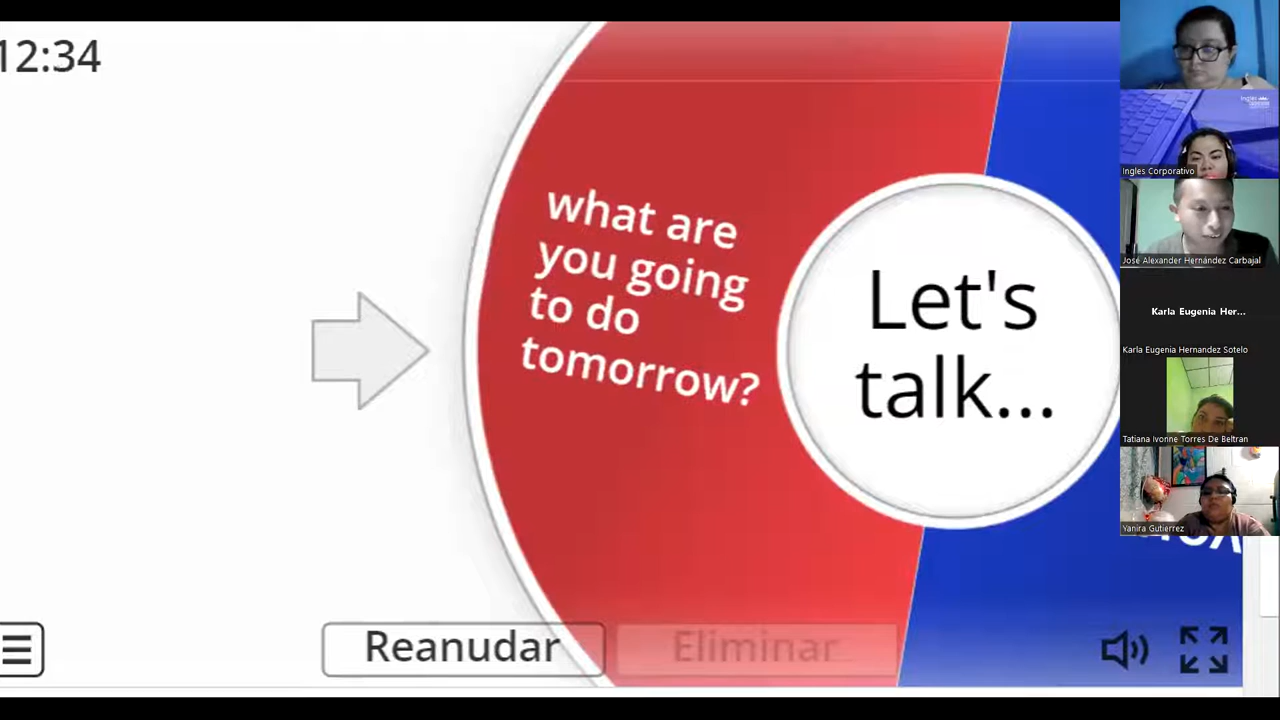 12:34
what are
you going
to do
tomorrow?
Let's
talk...
Reanudar
Eliminar
Ingles Corporativo
José Alexander Hernández Carbajal
Karla Eugenia Her...
Karla Eugenia Hernandez Sotelo
Tatiana Ivonne Torres De Beltran
Yanira Gutierrez